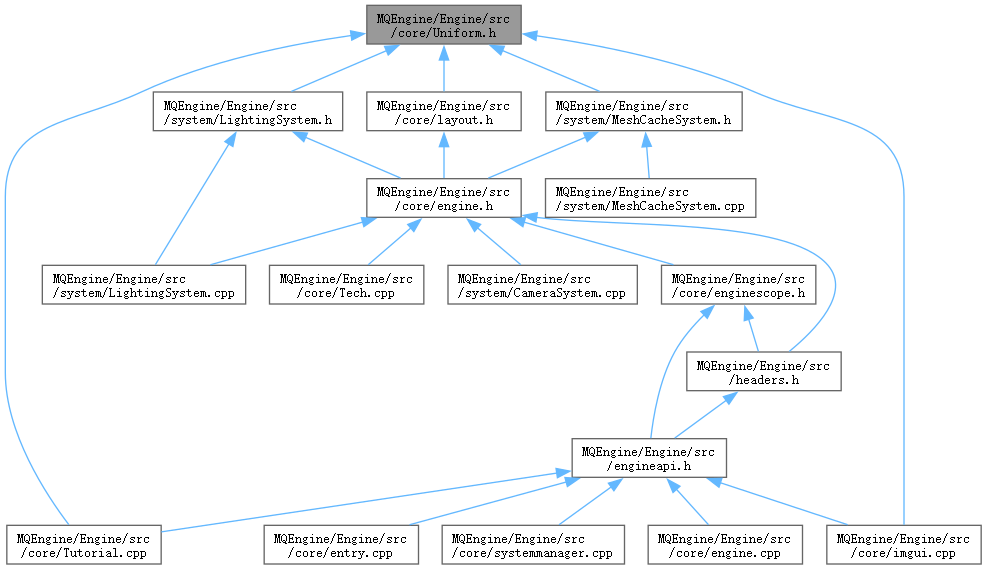 MQEngine/Engine/src
/core/Uniform.h
MQEngine/Engine/src
/system/LightingSystem.h
MQEngine/Engine/src
/core/layout.h
MQEngine/Engine/src
/system/MeshCacheSystem.h
MQEngine/Engine/src
/core/engine.h
MQEngine/Engine/src
/system/MeshCacheSystem.cpp
MQEngine/Engine/src
/system/LightingSystem.cpp
MQEngine/Engine/src
/core/Tech.cpp
MQEngine/Engine/src
/system/CameraSystem.cpp
MQEngine/Engine/src
/core/enginescope.h
MQEngine/Engine/src
/headers.h
MQEngine/Engine/src
/engineapi.h
MQEngine/Engine/src
/core/Tutorial.cpp
MQEngine/Engine/src
/core/entry.cpp
MQEngine/Engine/src
/core/systemmanager.cpp
MQEngine/Engine/src
/core/engine.cpp
MQEngine/Engine/src
/core/imgui.cpp